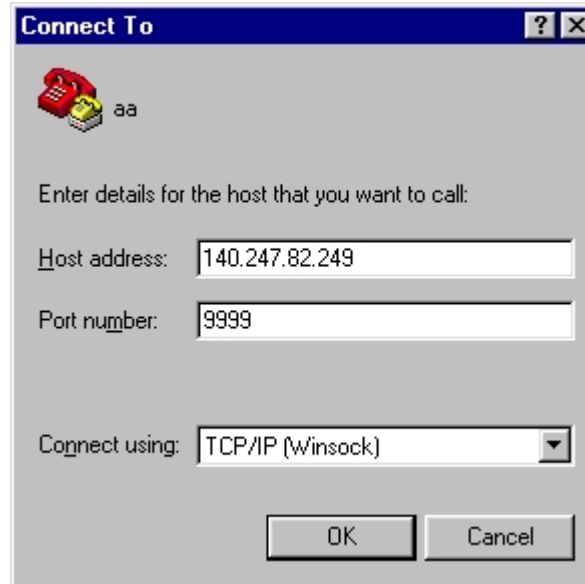 Connect To
aa
Enter details for the host that you want to call:
Host address: 140.247.82.249
Port number: 9999
Connect using: TCP/IP (Winsock)
OK Cancel